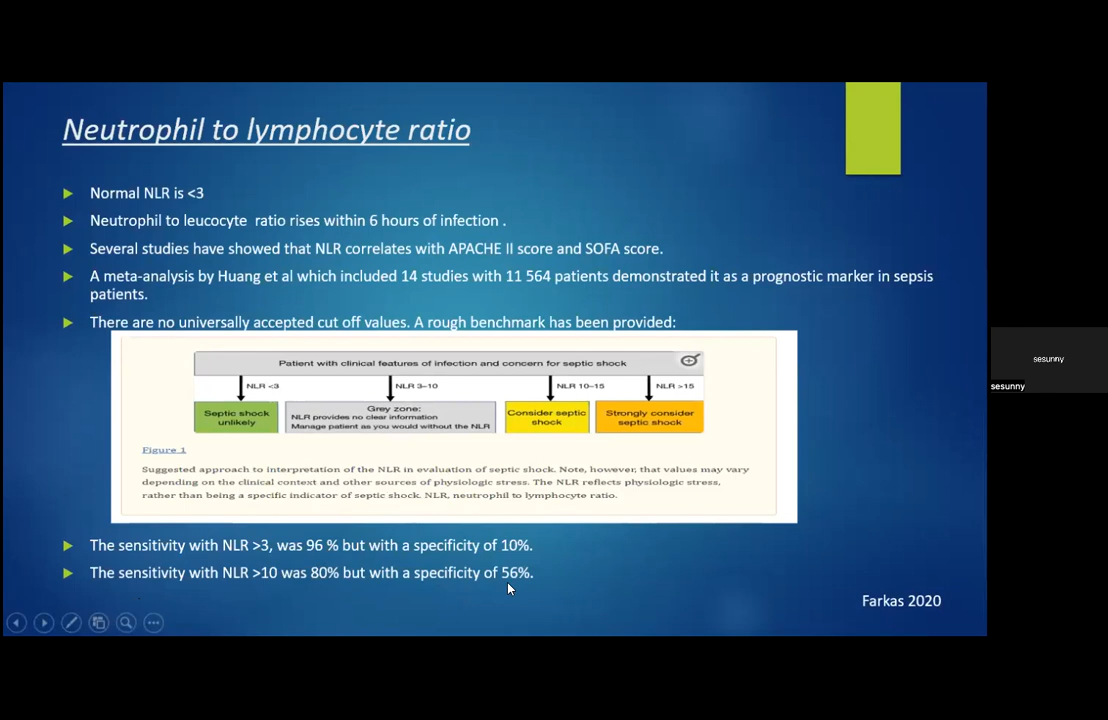 Neutrophil to lymphocyte ratio
Normal NLR is <3
Neutrophil to leucocyte ratio rises within 6 hours of infection .
Several studies have showed that NLR correlates with APACHE II score and SOFA score.
A meta-analysis by Huang et al which included 14 studies with 11 564 patients demonstrated it as a prognostic marker in sepsis
patients.
There are no universally accepted cut off values. A rough benchmark has been provided:
Patient with clinical features of infection and concern for septic shock
NLR <3
NLR 3–10
NLR 10–15
NLR >15
Septic shock
unlikely
Grey zone:
NLR provides no clear information
Manage patient as you would without the NLR
Consider septic
shock
Strongly consider
septic shock
Figure 1
Suggested approach to interpretation of the NLR in evaluation of septic shock. Note, however, that values may vary
depending on the clinical context and other sources of physiologic stress. The NLR reflects physiologic stress,
rather than being a specific indicator of septic shock. NLR, neutrophil to lymphocyte ratio.
The sensitivity with NLR >3, was 96 % but with a specificity of 10%.
The sensitivity with NLR >10 was 80% but with a specificity of 56%.
Farkas 2020
sesunny
sesunny